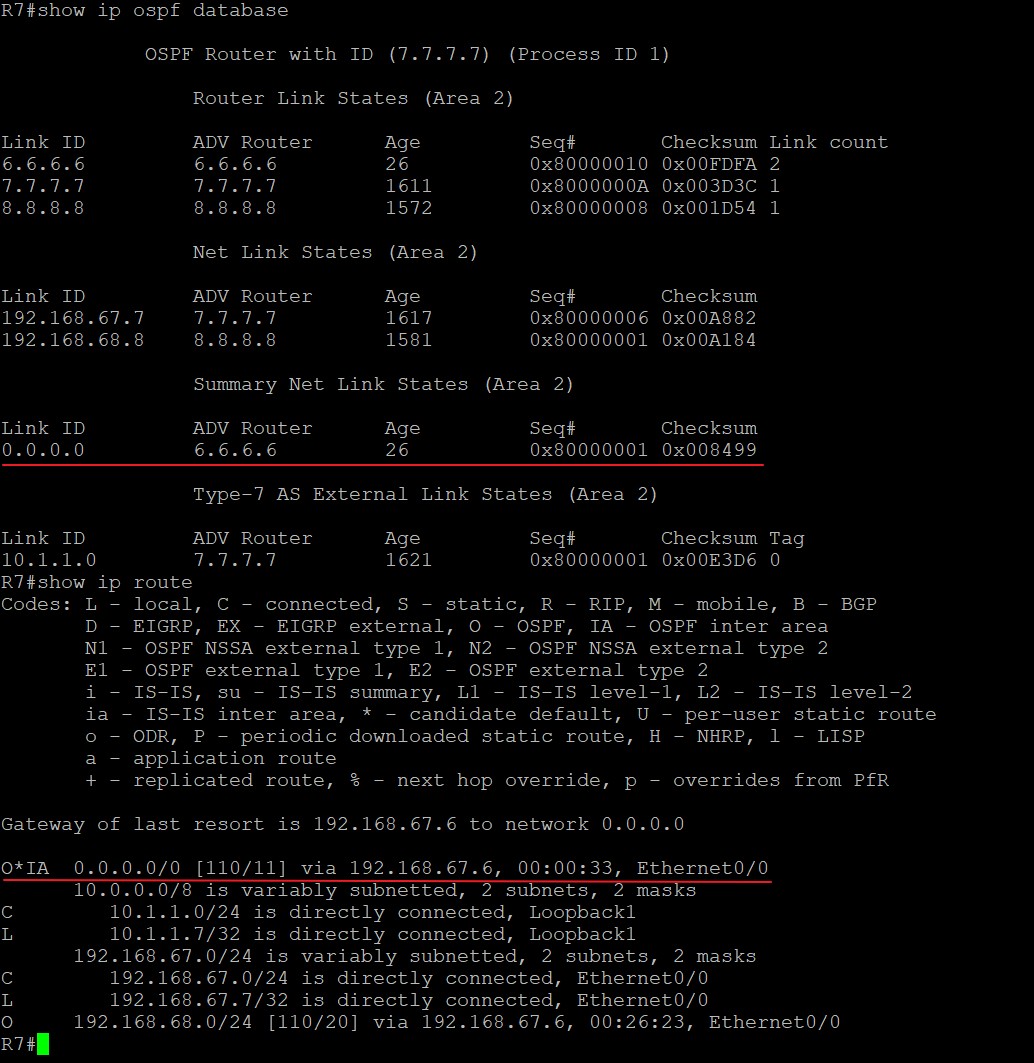 R7#show ip ospf database
OSPF Router with ID (7.7.7.7) (Process ID 1)
Router Link States (Area 2)
Link ID ADV Router Age Seq# Checksum Link count
6.6.6.6 6.6.6.6 26 0x80000010 0x00FDFA 2
7.7.7.7 7.7.7.7 1611 0x8000000A 0x003D3C 1
8.8.8.8 8.8.8.8 1572 0x80000008 0x001D54 1
Net Link States (Area 2)
Link ID ADV Router Age Seq# Checksum
192.168.67.7 7.7.7.7 1617 0x80000006 0x00A882
192.168.68.8 8.8.8.8 1581 0x80000001 0x00A184
Summary Net Link States (Area 2)
Link ID ADV Router Age Seq# Checksum
0.0.0.0 6.6.6.6 26 0x80000001 0x008499
Type-7 AS External Link States (Area 2)
Link ID ADV Router Age Seq# Checksum Tag
10.1.1.0 7.7.7.7 1621 0x80000001 0x00E3D6 0
R7#show ip route
Codes: L - local, C - connected, S - static, R - RIP, M - mobile, B - BGP
D - EIGRP, EX - EIGRP external, O - OSPF, IA - OSPF inter area
N1 - OSPF NSSA external type 1, N2 - OSPF NSSA external type 2
E1 - OSPF external type 1, E2 - OSPF external type 2
i - IS-IS, su - IS-IS summary, L1 - IS-IS level-1, L2 - IS-IS level-2
ia - IS-IS inter area, * - candidate default, U - per-user static route
o - ODR, P - periodic downloaded static route, H - NHRP, l - LISP
a - application route
+ - replicated route, % - next hop override, p - overrides from PfR
Gateway of last resort is 192.168.67.6 to network 0.0.0.0
O*IA 0.0.0.0/0 [110/11] via 192.168.67.6, 00:00:33, Ethernet0/0
10.0.0.0/8 is variably subnetted, 2 subnets, 2 masks
C 10.1.1.0/24 is directly connected, Loopback1
L 10.1.1.7/32 is directly connected, Loopback1
192.168.67.0/24 is variably subnetted, 2 subnets, 2 masks
C 192.168.67.0/24 is directly connected, Ethernet0/0
L 192.168.67.7/32 is directly connected, Ethernet0/0
O 192.168.68.0/24 [110/20] via 192.168.67.6, 00:26:23, Ethernet0/0
R7#